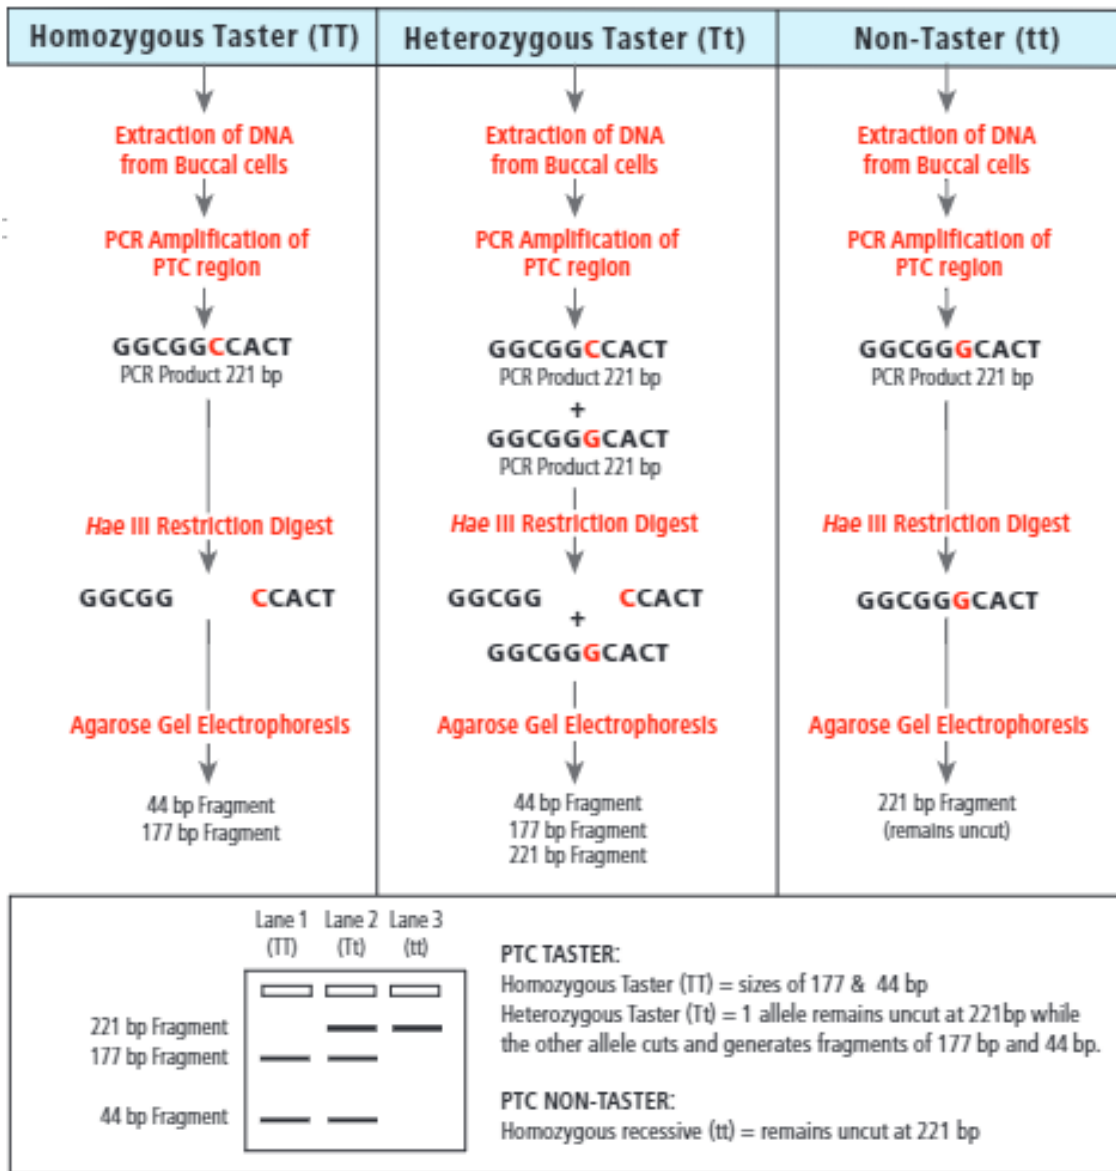 Homozygous Taster (TT)
Extraction of DNA
from Buccal cells
PCR Amplification of
PTC region
GGCGGCCACT
PCR Product 221 bp
Hae III Restriction Digest
GGCGG CCACT
Agarose Gel Electrophoresis
44 bp Fragment
177 bp Fragment
Heterozygous Taster (Tt)
Extraction of DNA
from Buccal cells
PCR Amplification of
PTC region
GGCGGCCACT
PCR Product 221 bp
+
GGCGGGCACT
PCR Product 221 bp
Hae III Restriction Digest
GGCGG CCACT
+
GGCGGGCACT
Agarose Gel Electrophoresis
44 bp Fragment
177 bp Fragment
221 bp Fragment
Non-Taster (tt)
Extraction of DNA
from Buccal cells
PCR Amplification of
PTC region
GGCGGGCACT
PCR Product 221 bp
Hae III Restriction Digest
GGCGGGCACT
Agarose Gel Electrophoresis
221 bp Fragment
(remains uncut)
Lane 1 Lane 2 Lane 3
(TT) (Tt) (tt)
221 bp Fragment
177 bp Fragment
44 bp Fragment
PTC TASTER:
Homozygous Taster (TT) = sizes of 177 & 44 bp
Heterozygous Taster (Tt) = 1 allele remains uncut at 221bp while
the other allele cuts and generates fragments of 177 bp and 44 bp.
PTC NON-TASTER:
Homozygous recessive (tt) = remains uncut at 221 bp